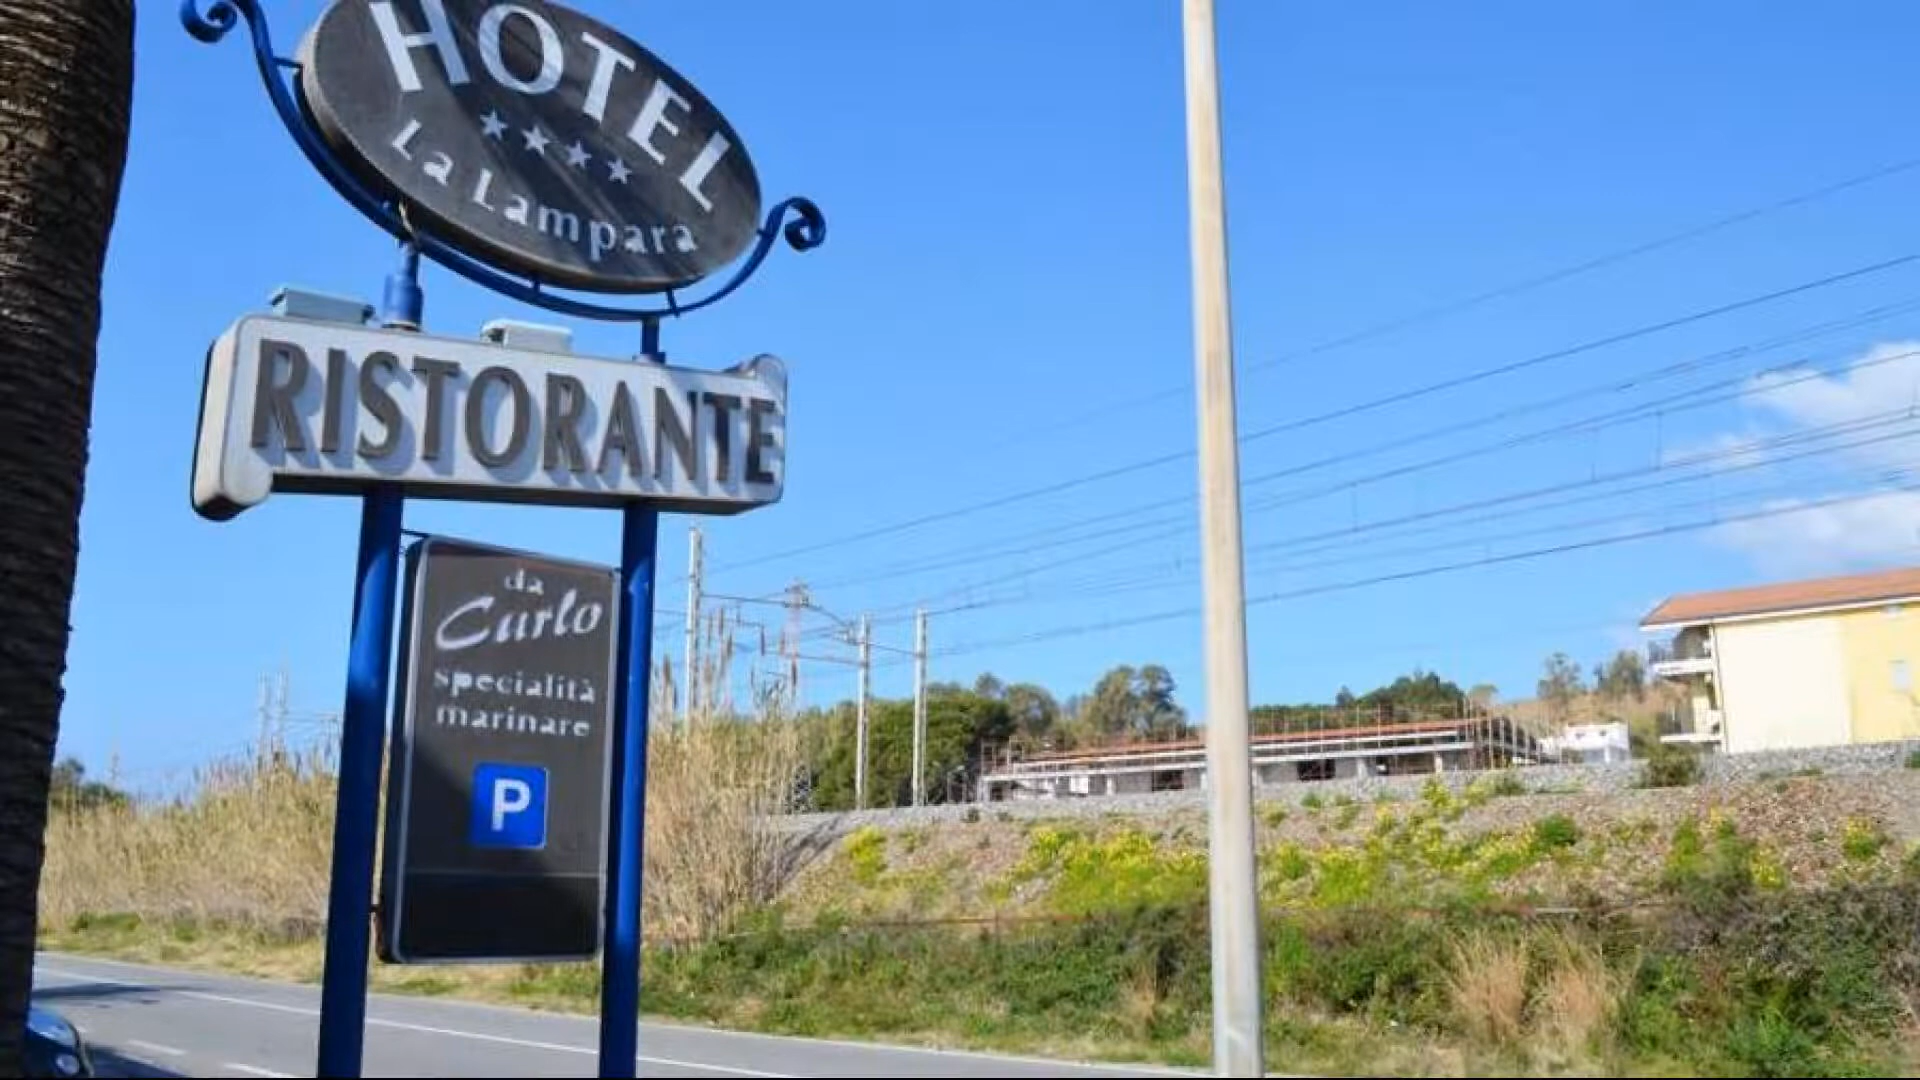 HOTEL
La Lampara
RISTORANTE
da
Carlo
specialità
marinare
P